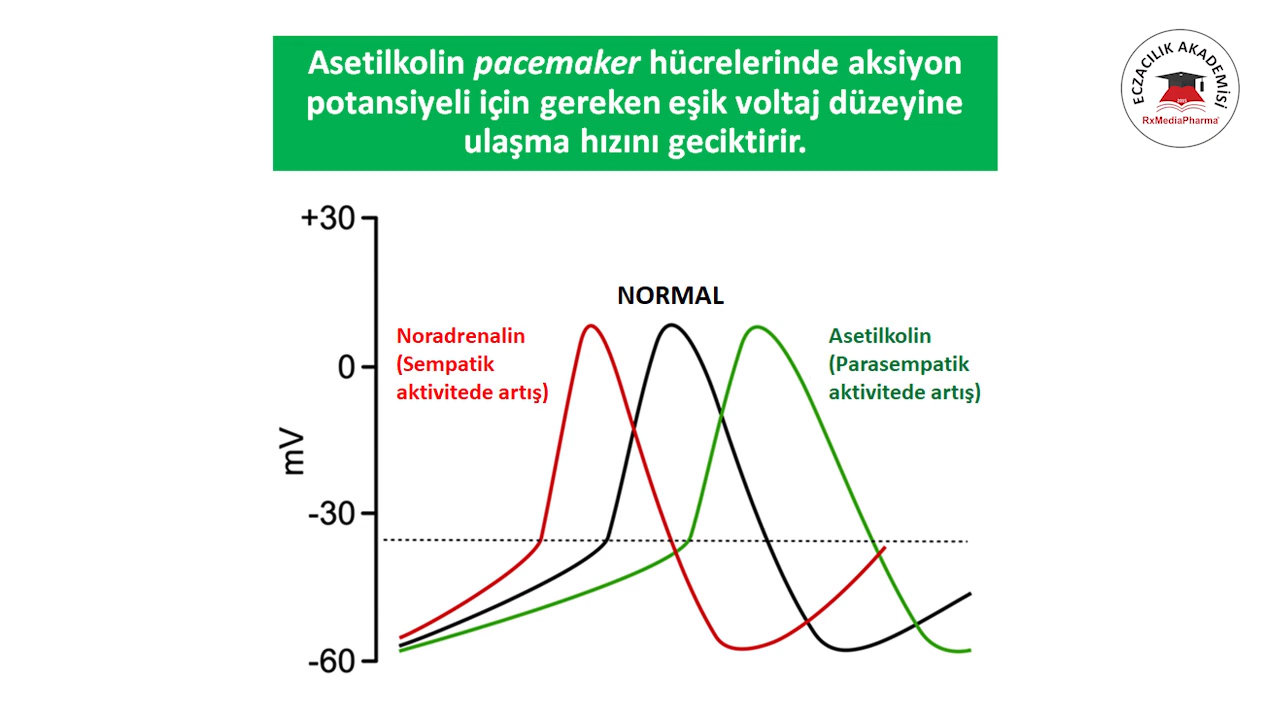 Asetilkolin pacemaker hücrelerinde aksiyon
potansiyeli için gereken eşik voltaj düzeyine
ulaşma hızını geciktirir.
ECZACILIK AKADEMİSİ
2021
RxMediaPharma
+30
NORMAL
Noradrenalin
(Sempatik
aktivitede artış)
Asetilkolin
(Parasempatik
aktivitede artış)
0
mV
-30
-60